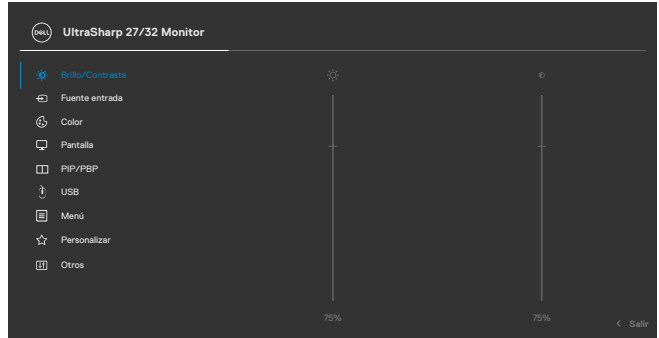 DELL UltraSharp 27/32 Monitor
Brillo/Contraste
Fuente entrada
Color
Pantalla
PIP/PBP
USB
Menú
Personalizar
Otros
75% 75%
Salir